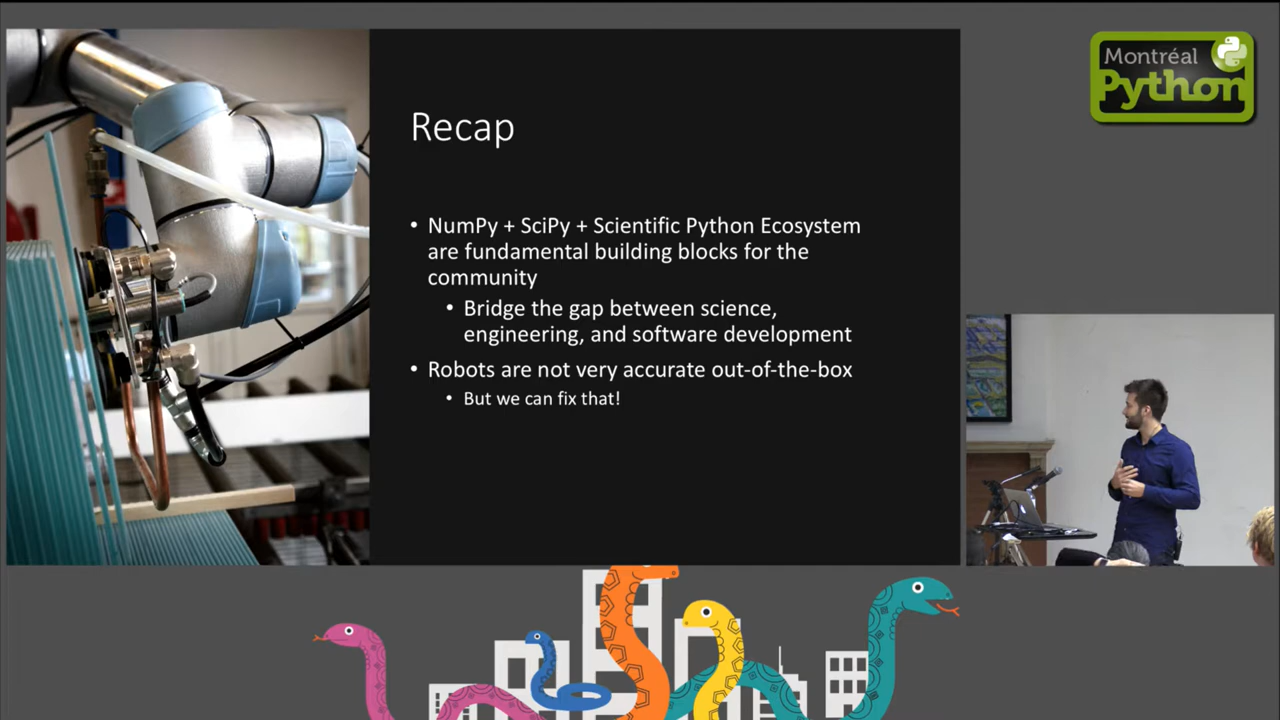 Montréal
Python
Recap
• NumPy + SciPy + Scientific Python Ecosystem
are fundamental building blocks for the
community
• Bridge the gap between science,
engineering, and software development
• Robots are not very accurate out-of-the-box
• But we can fix that!